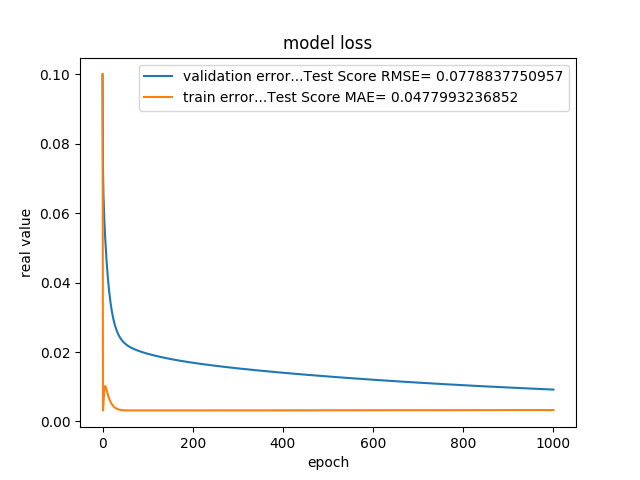 model loss
validation error...Test Score RMSE= 0.0778837750957
train error...Test Score MAE= 0.0477993236852
0.10
0.08
0.06
0.04
0.02
0.00
real value
0 200 400 600 800 1000
epoch